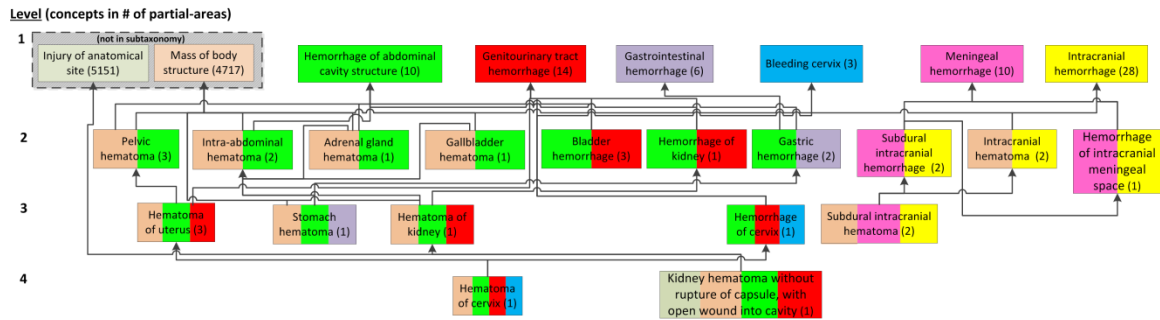 Level (concepts in # of partial-areas)
1
(not in subtaxonomy)
Injury of anatomical
site (5151)
Mass of body
structure (4717)
Hemorrhage of abdominal
cavity structure (10)
Genitourinary tract
hemorrhage (14)
Gastrointestinal
hemorrhage (6)
Bleeding cervix (3)
Meningeal
hemorrhage (10)
Intracranial
hemorrhage (28)
2
Pelvic
hematoma (3)
Intra-abdominal
hematoma (2)
Adrenal gland
hematoma (1)
Gallbladder
hematoma (1)
Bladder
hemorrhage (3)
Hemorrhage of
kidney (1)
Gastric
hemorrhage (2)
Subdural
intracranial
hemorrhage (2)
Intracranial
hematoma (2)
Hemorrhage
of intracranial
meningeal
space (1)
3
Hematoma
of uterus (3)
Stomach
hematoma (1)
Hematoma of
kidney (1)
Hemorrhage
of cervix (1)
Subdural intracranial
hematoma (2)
4
Hematoma
of cervix (1)
Kidney hematoma without
rupture of capsule, with
open wound into cavity (1)